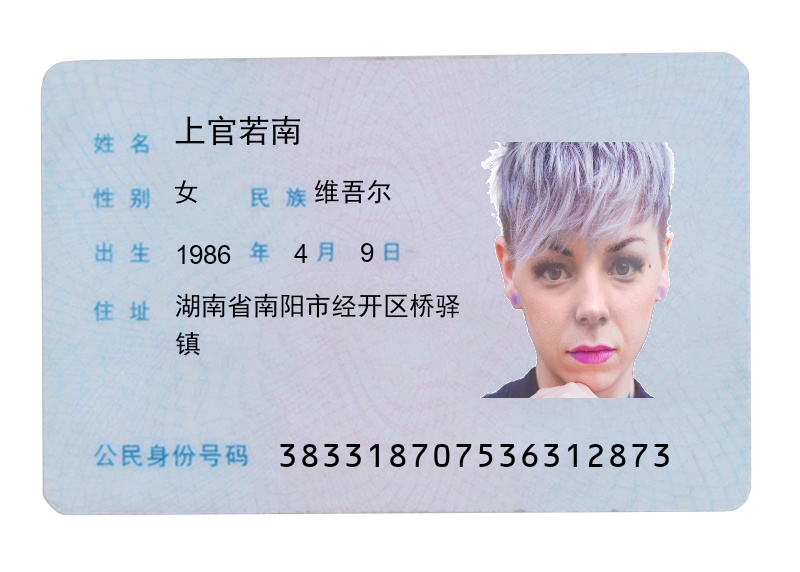 姓名 上官若南
性别 女 民族 维吾尔
出生 1986 年 4 月 9 日
住址 湖南省南阳市经开区桥驿
镇
公民身份号码 383318707536312873